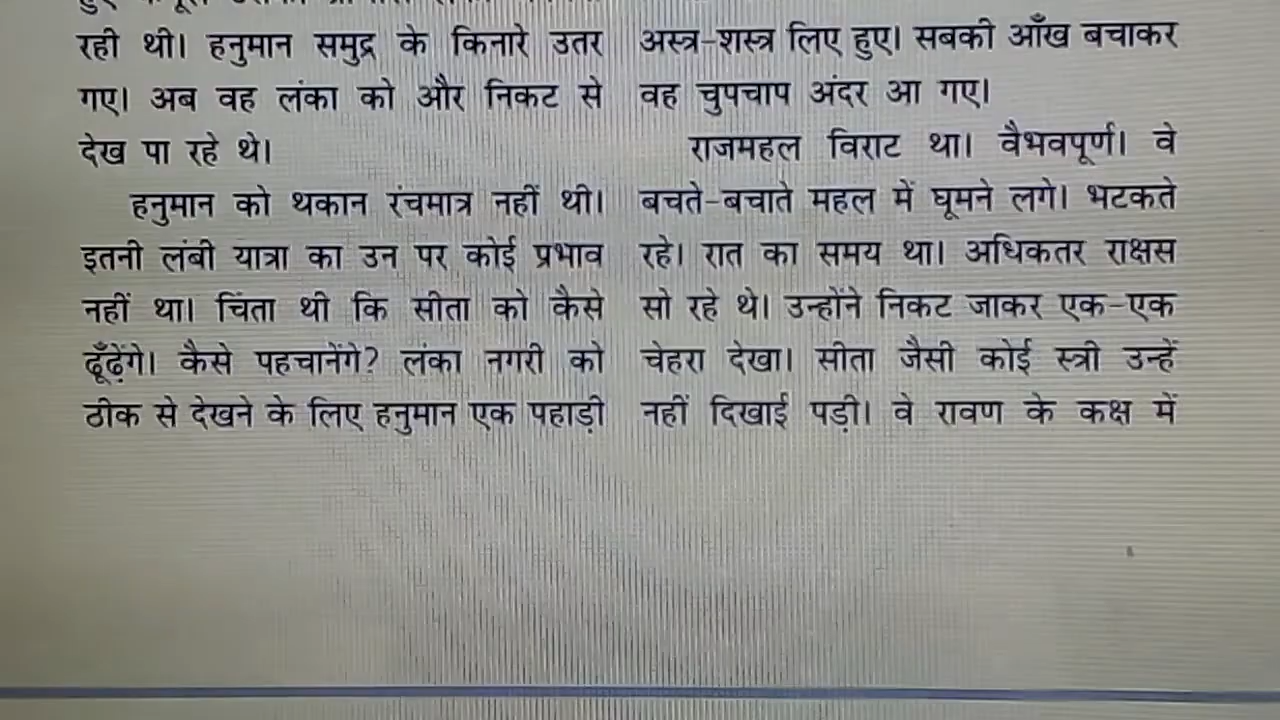 रही थी। हनुमान समुद्र के किनारे उतर
गए। अब वह लंका को और निकट से
देख पा रहे थे।
हनुमान को थकान रंचमात्र नहीं थी।
इतनी लंबी यात्रा का उन पर कोई प्रभाव
नहीं था। चिंता थी कि सीता को कैसे
ढूँढ़ेंगे। कैसे पहचानेंगे? लंका नगरी को
ठीक से देखने के लिए हनुमान एक पहाड़ी
अस्त्र-शस्त्र लिए हुए। सबकी आँख बचाकर
वह चुपचाप अंदर आ गए।
राजमहल विराट था। वैभवपूर्ण। वे
बचते-बचाते महल में घूमने लगे। भटकते
रहे। रात का समय था। अधिकतर राक्षस
सो रहे थे। उन्होंने निकट जाकर एक-एक
चेहरा देखा। सीता जैसी कोई स्त्री उन्हें
नहीं दिखाई पड़ी। वे रावण के कक्ष में